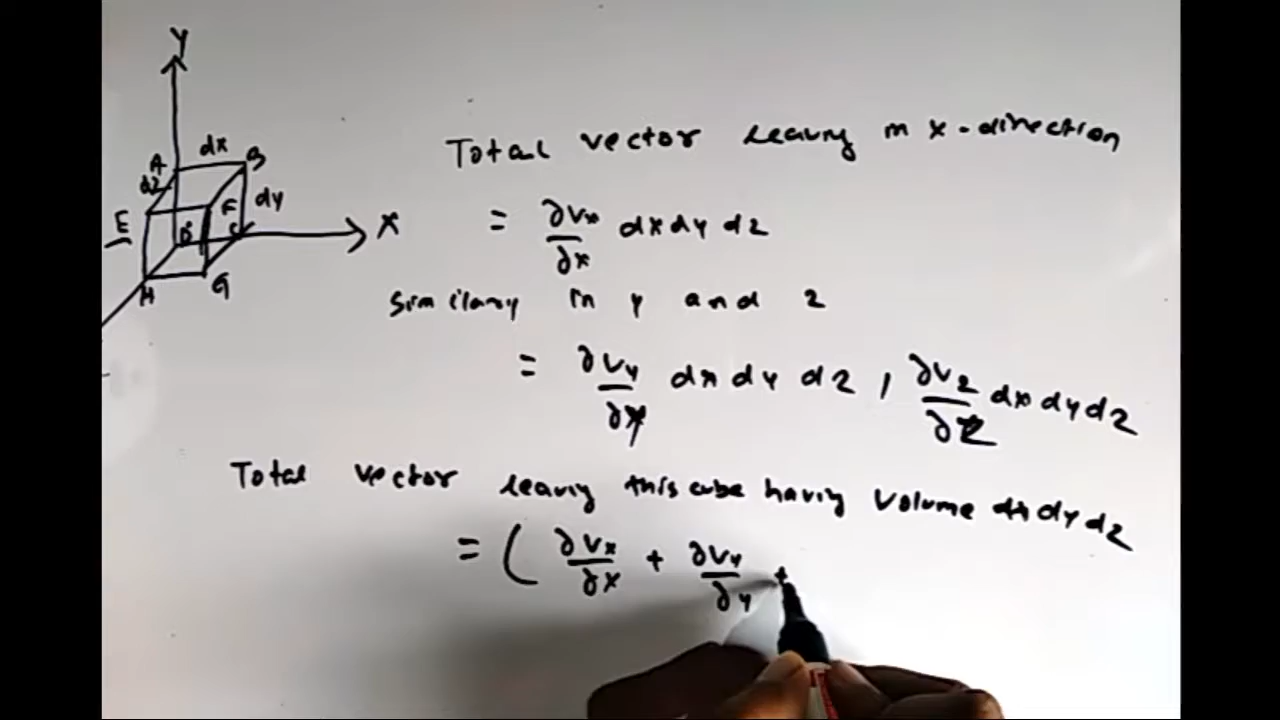 Y
A dx B
dz
E F dy
D C X
H G
Total vector leaving in x-direction
= ∂Vx/∂x dx dy dz
Similarly in y and z
= ∂Vy/∂y dx dy dz , ∂Vz/∂z dx dy dz
Total vector leaving this cube having volume dx dy dz
= ( ∂Vx/∂x + ∂Vy/∂y +